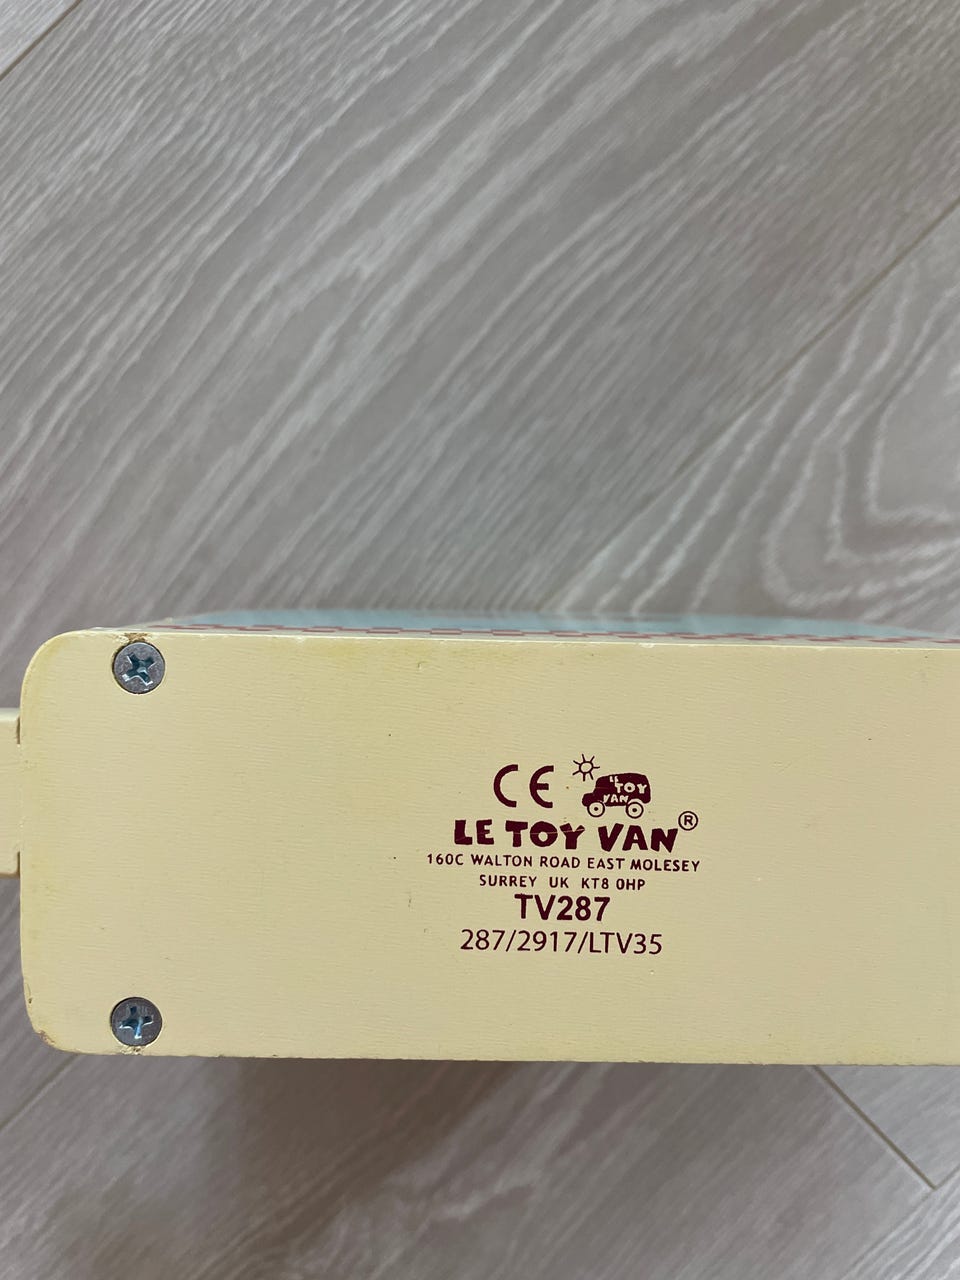 CE
LE
TOY
VAN
LE TOY VAN®
160C WALTON ROAD EAST MOLESEY
SURREY UK KT8 0HP
TV287
287/2917/LTV35